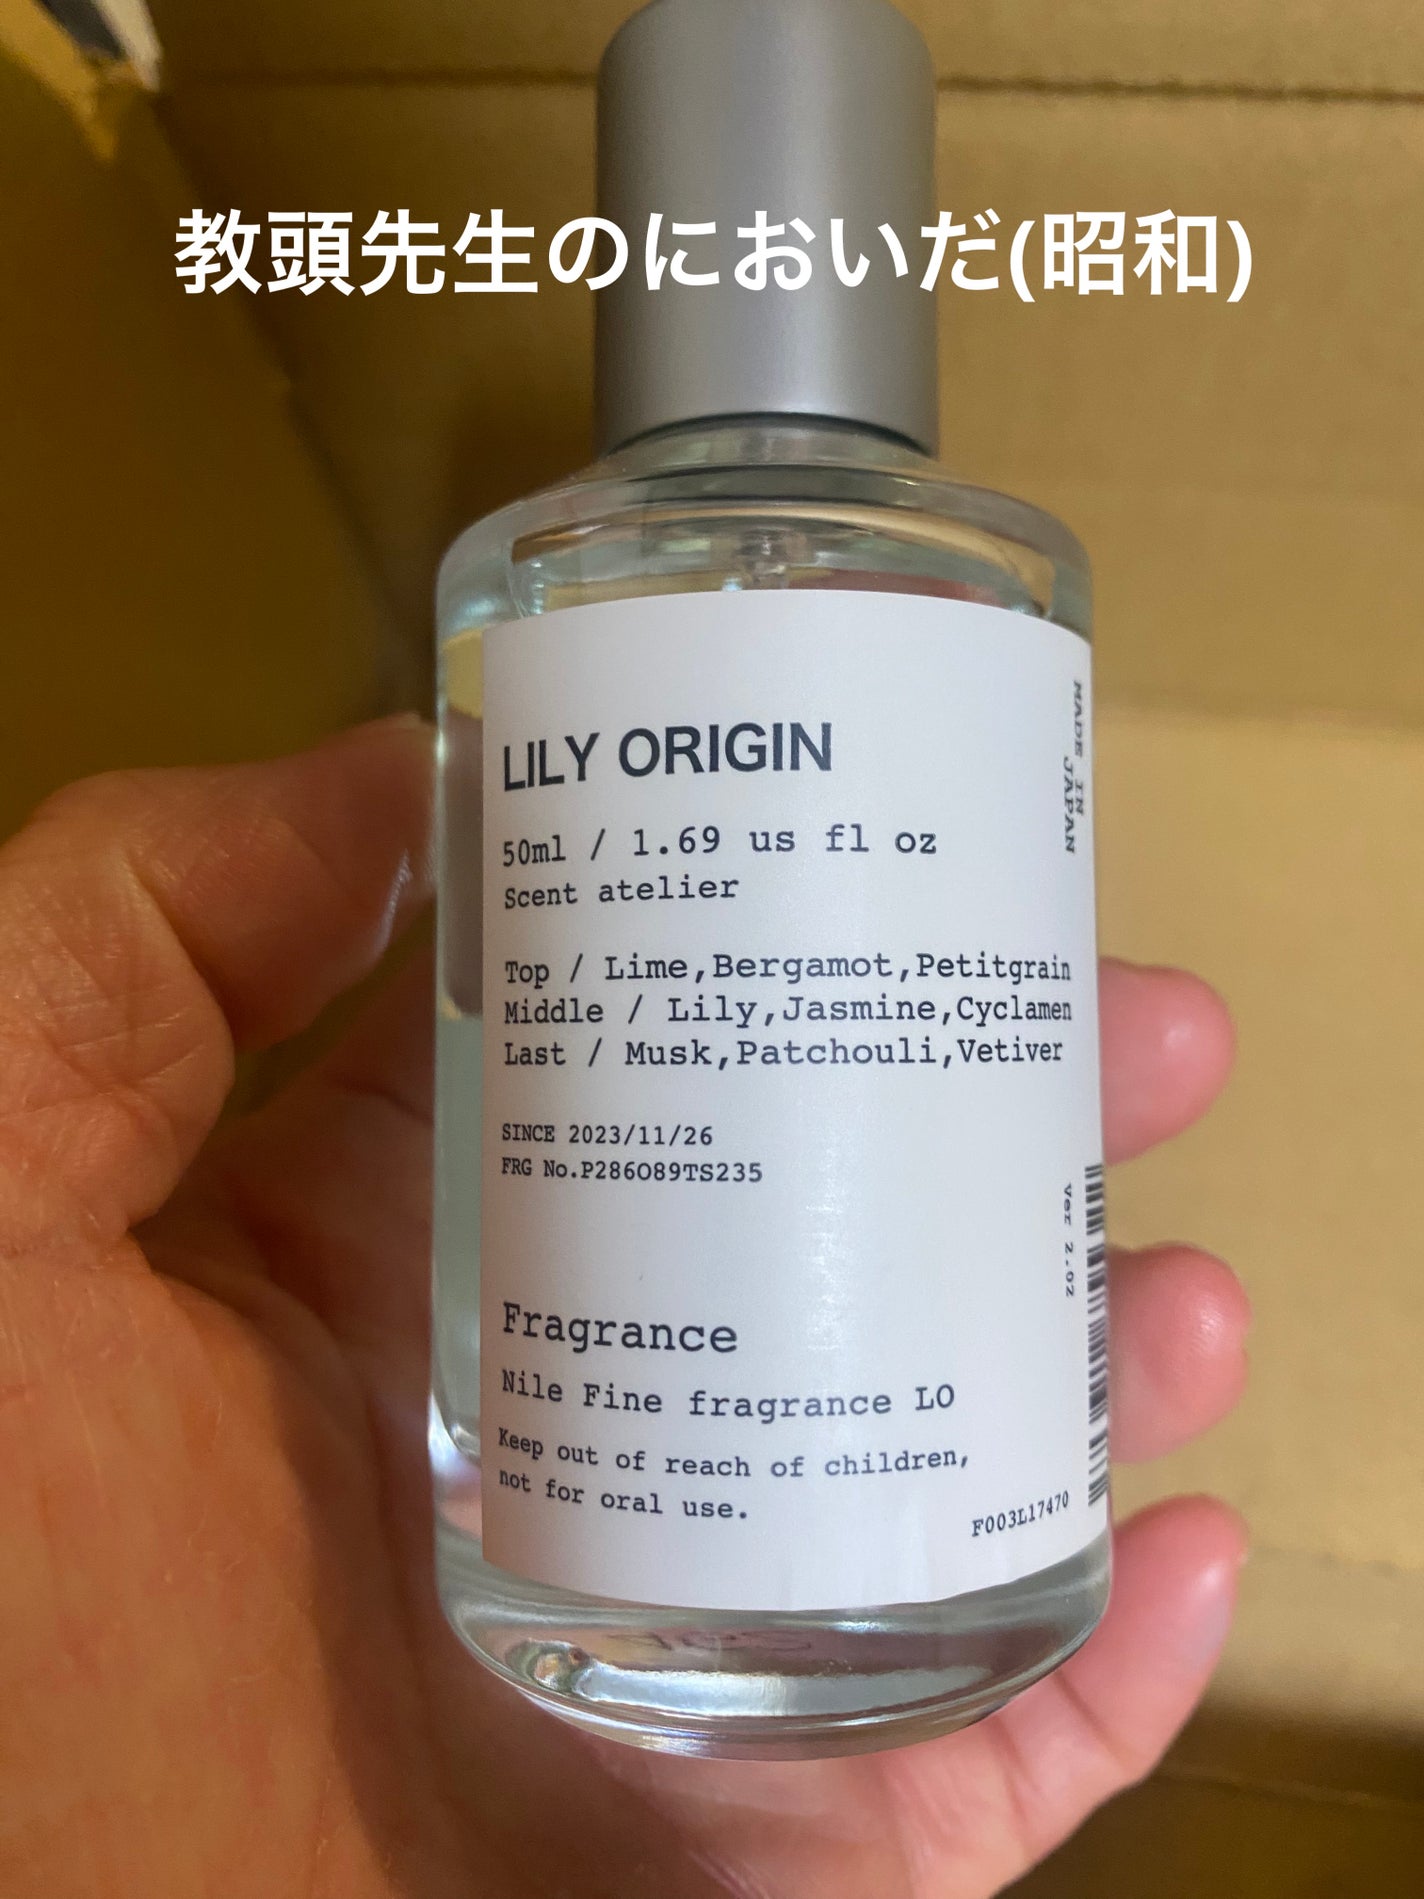 教頭先生のにおいだ(昭和)
LILY ORIGIN
50ml / 1.69 us fl oz
Scent atelier
Top / Lime,Bergamot,Petitgrain
Middle / Lily,Jasmine,Cyclamen
Last / Musk,Patchouli,Vetiver
SINCE 2023/11/26
FRG No.P286O89TS235
Fragrance
Nile Fine fragrance LO
Keep out of reach of children,
not for oral use.
F003L17470
MADE IN
JAPAN
Ver 2.02